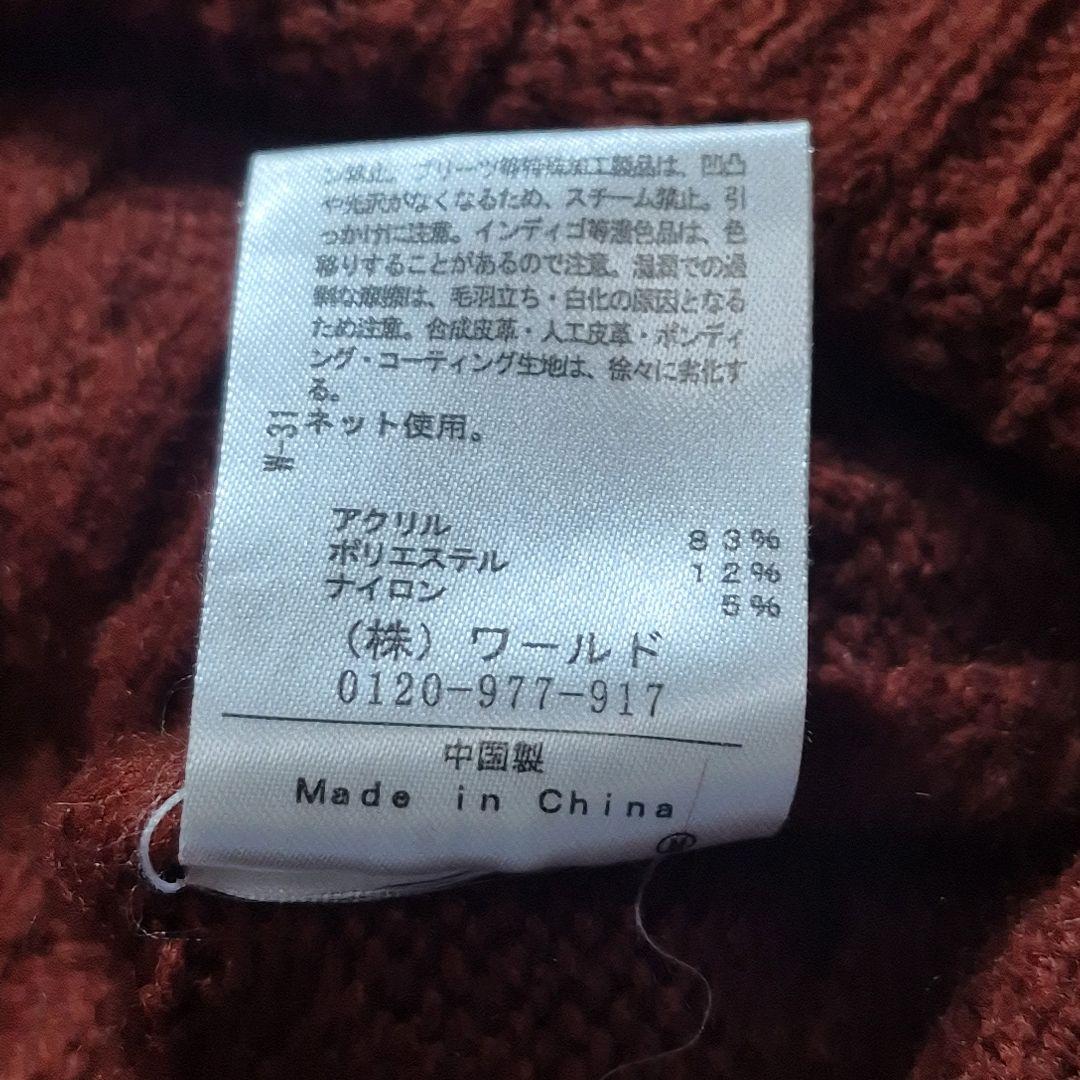 禁止。プリーツ等特殊加工製品は、凹凸
や光沢がなくなるため、スチーム禁止。引
っかけに注意。インディゴ等濃色品は、色
移りすることがあるので注意。湿潤での過
剰な摩擦は、毛羽立ち・白化の原因となる
ため注意。合成皮革・人工皮革・ボンディ
ング・コーティング生地は、徐々に劣化す
る。
ネット使用。
W-31
アクリル 83%
ポリエステル 12%
ナイロン 5%
(株) ワールド
0120-977-917
中国製
Made in China